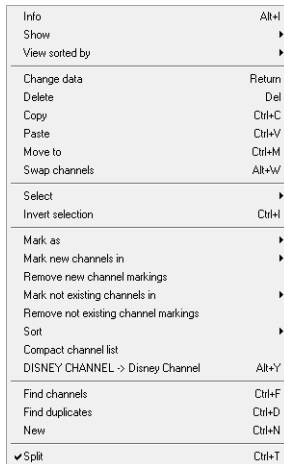 Info Alt+I
Show
View sorted by
Change data Return
Delete Del
Copy Ctrl+C
Paste Ctrl+V
Move to Ctrl+M
Swap channels Alt+W
Select
Invert selection Ctrl+I
Mark as
Mark new channels in
Remove new channel markings
Mark not existing channels in
Remove not existing channel markings
Sort
Compact channel list
DISNEY CHANNEL -> Disney Channel Alt+Y
Find channels Ctrl+F
Find duplicates Ctrl+D
New Ctrl+N
Split Ctrl+T